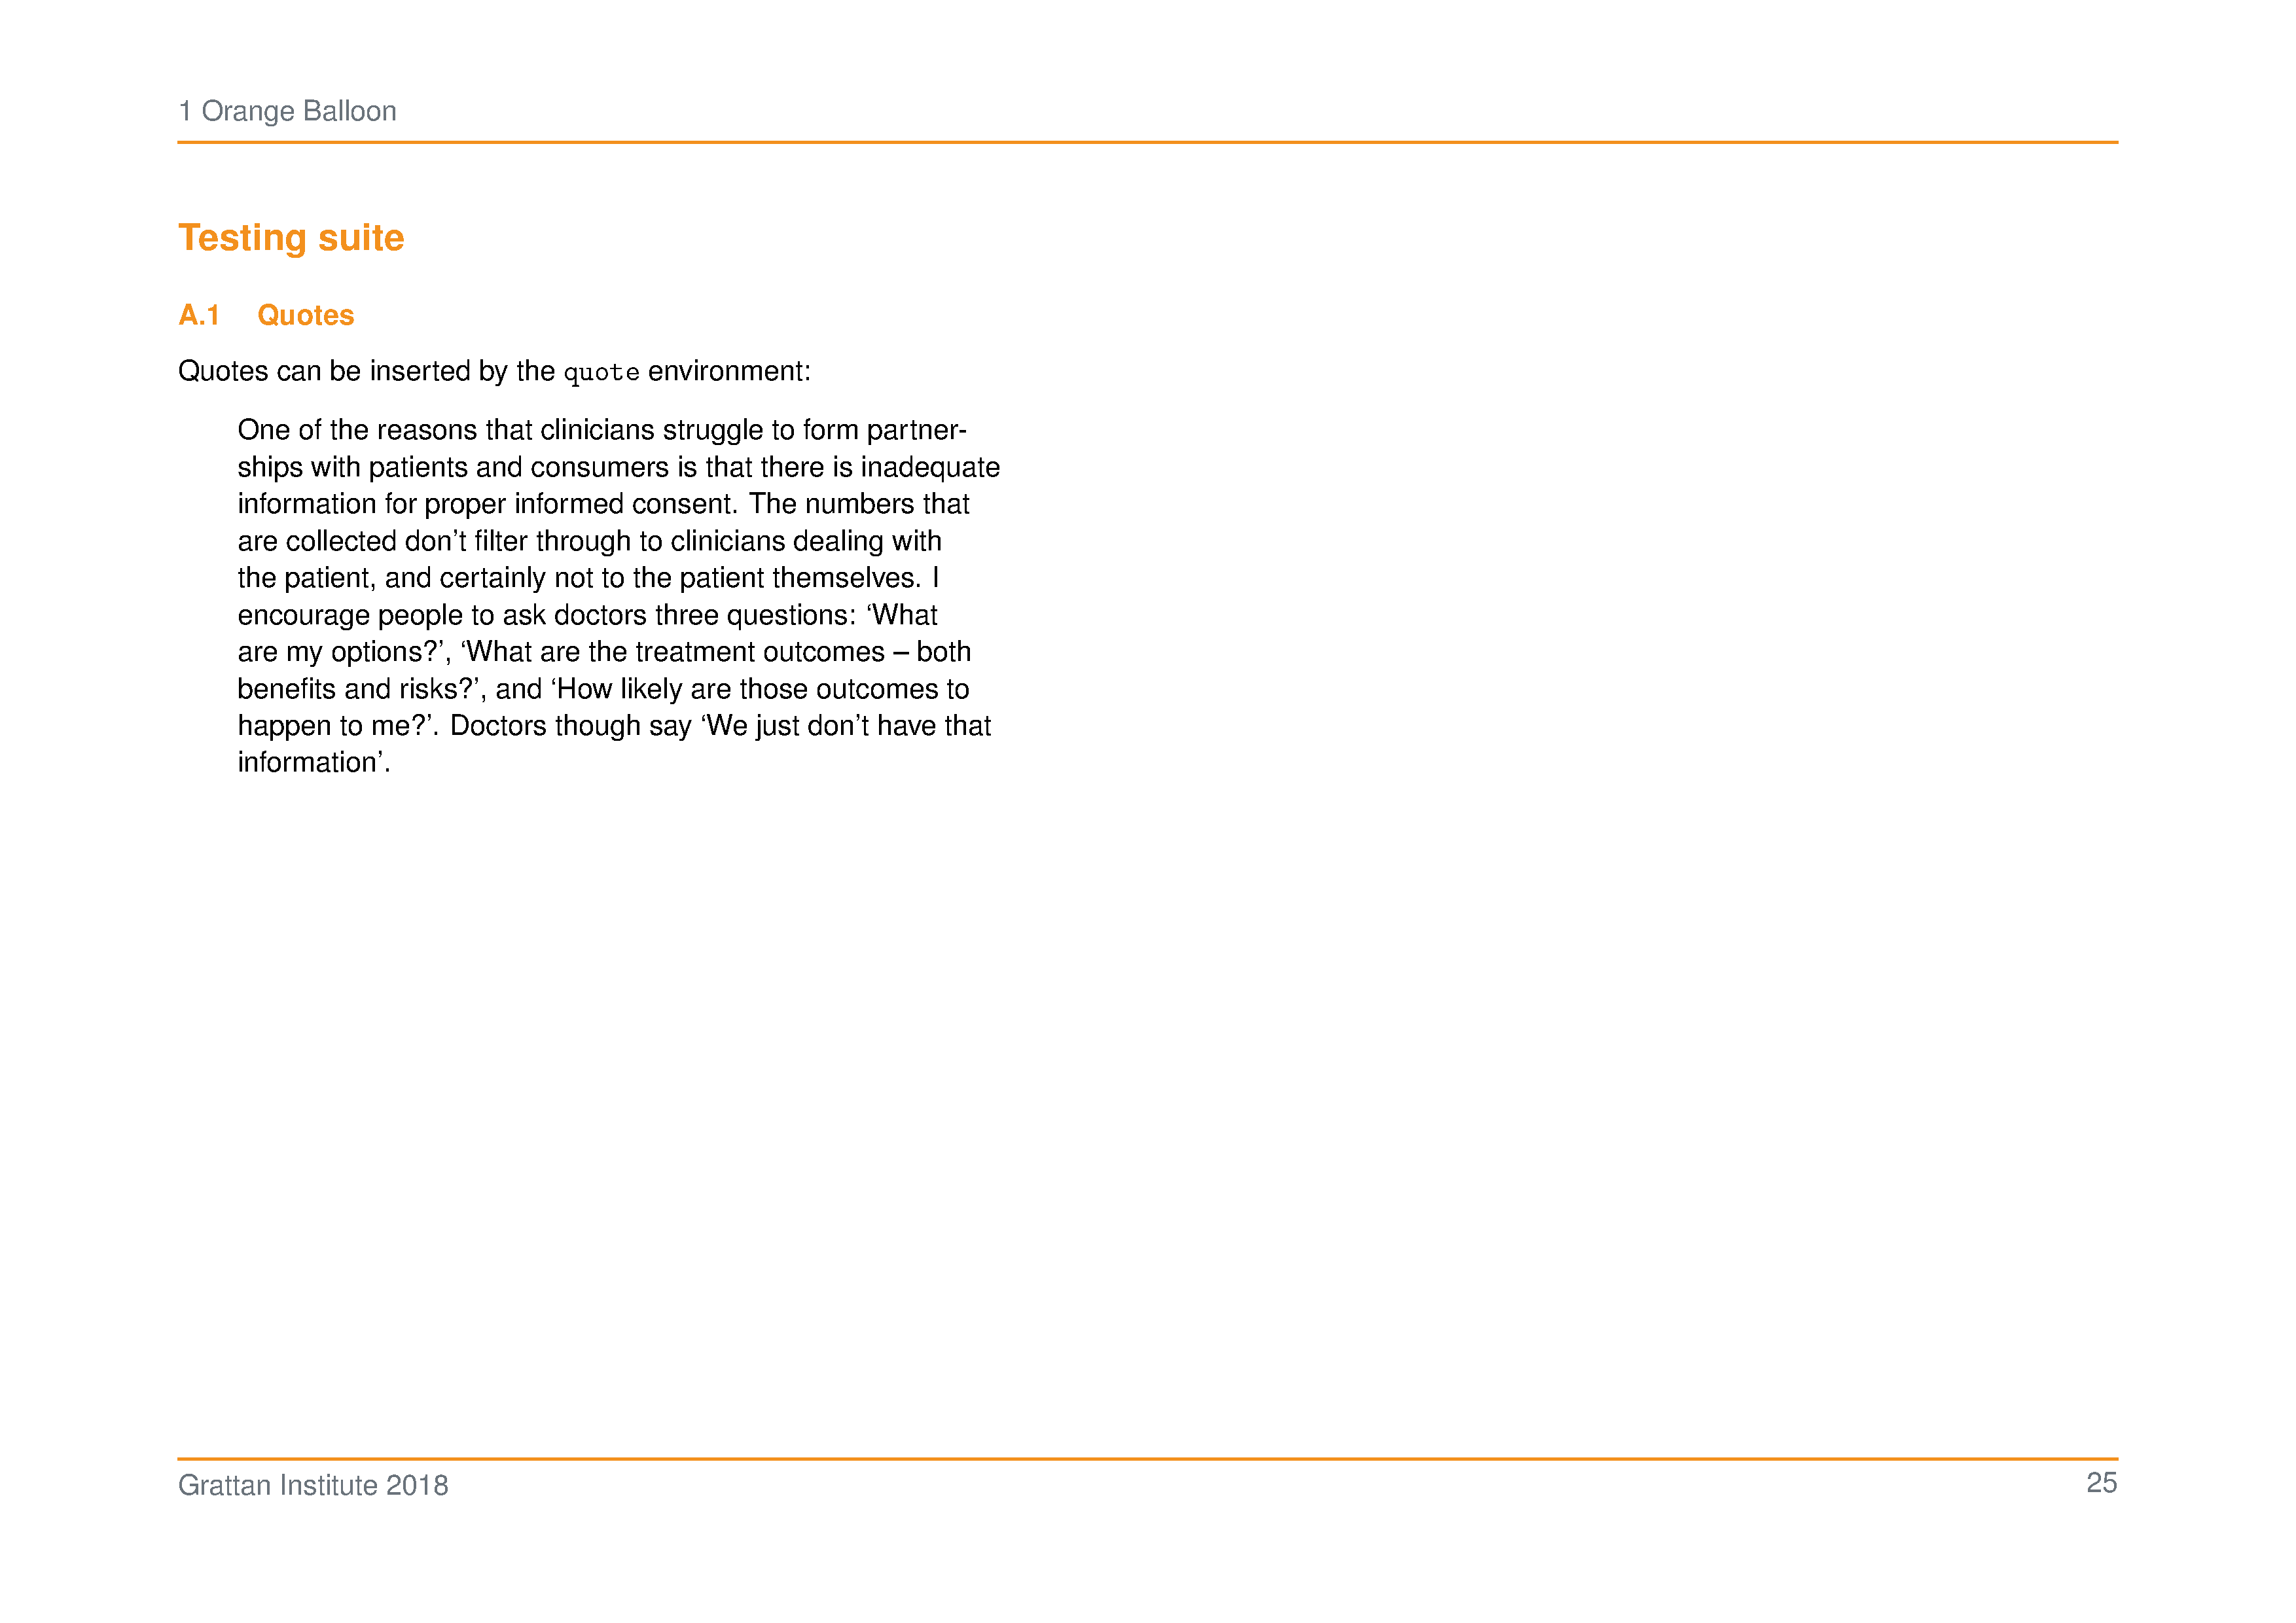 1 Orange Balloon
Testing suite
A.1 Quotes
Quotes can be inserted by the quote environment:
One of the reasons that clinicians struggle to form partner-
ships with patients and consumers is that there is inadequate
information for proper informed consent. The numbers that
are collected don’t filter through to clinicians dealing with
the patient, and certainly not to the patient themselves. I
encourage people to ask doctors three questions: ‘What
are my options?’, ‘What are the treatment outcomes – both
benefits and risks?’, and ‘How likely are those outcomes to
happen to me?’. Doctors though say ‘We just don’t have that
information’.
Grattan Institute 2018
25